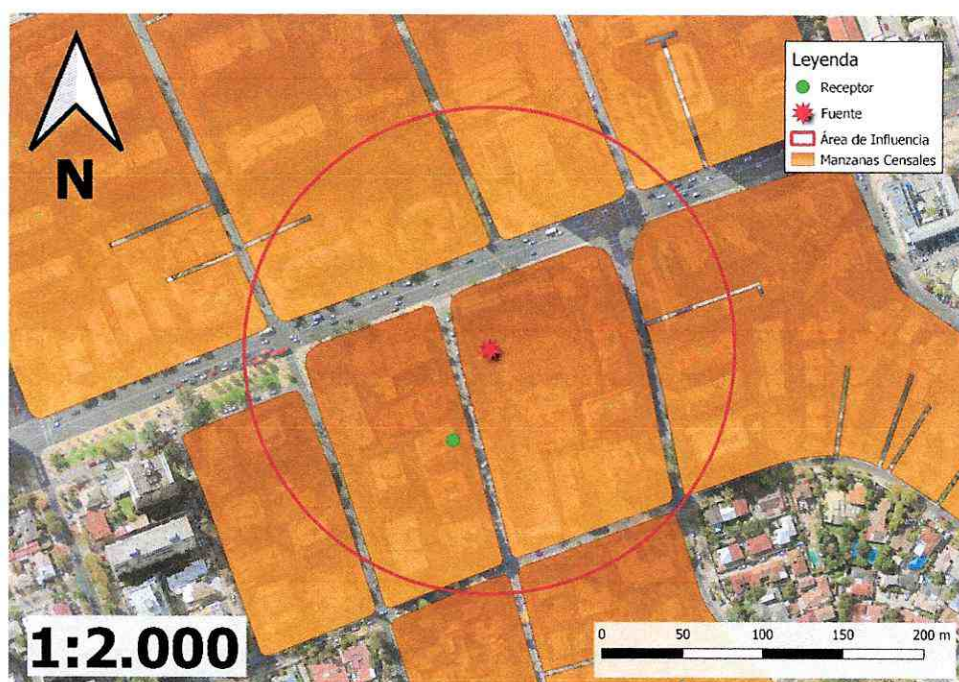 N
Leyenda
Receptor
Fuente
Área de Influencia
Manzanas Censales
1:2.000
0 50 100 150 200 m